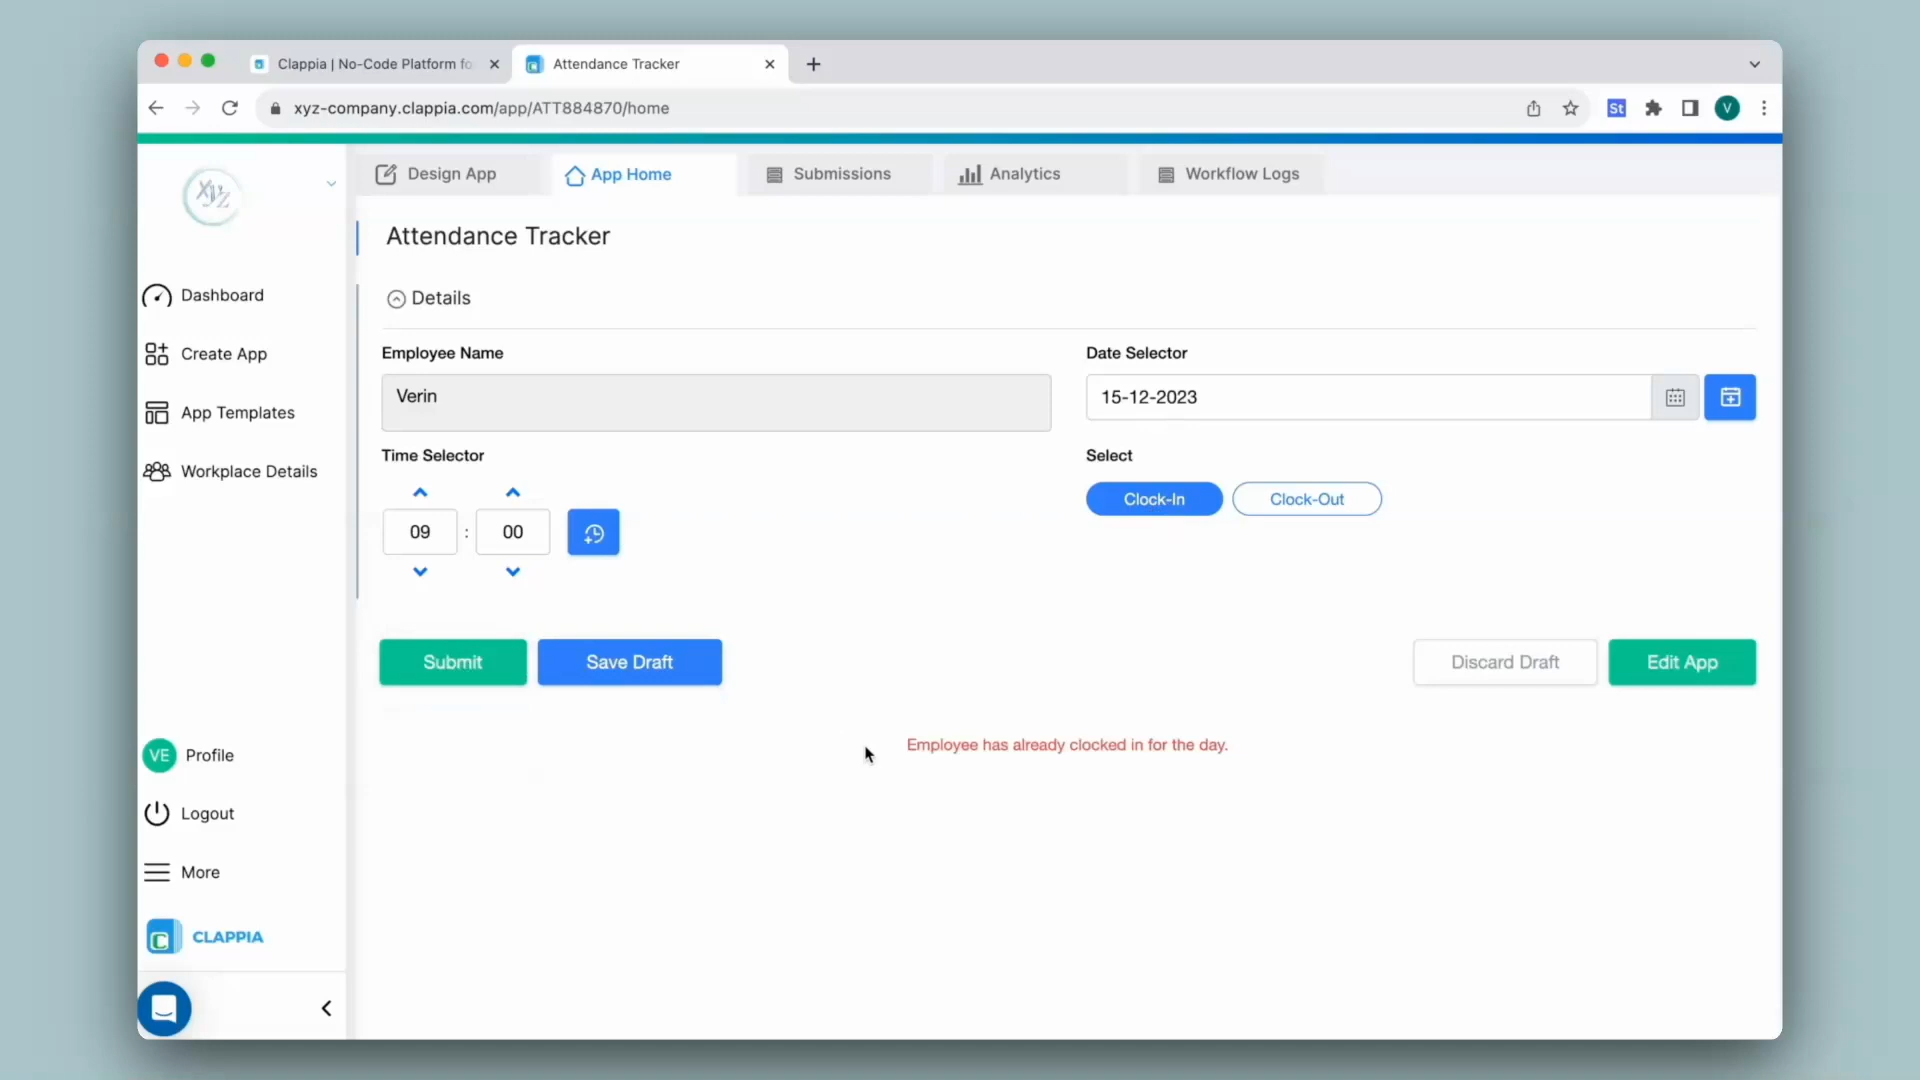 Clappia | No-Code Platform fo
Attendance Tracker
xyz-company.clappia.com/app/ATT884870/home
St
V
XYZ
Design App
App Home
Submissions
Analytics
Workflow Logs
Attendance Tracker
Dashboard
Details
Create App
Employee Name
Date Selector
Verin
15-12-2023
App Templates
Time Selector
Select
Workplace Details
Clock-In
Clock-Out
09 : 00
Submit
Save Draft
Discard Draft
Edit App
Employee has already clocked in for the day.
VE
Profile
Logout
More
C
CLAPPIA